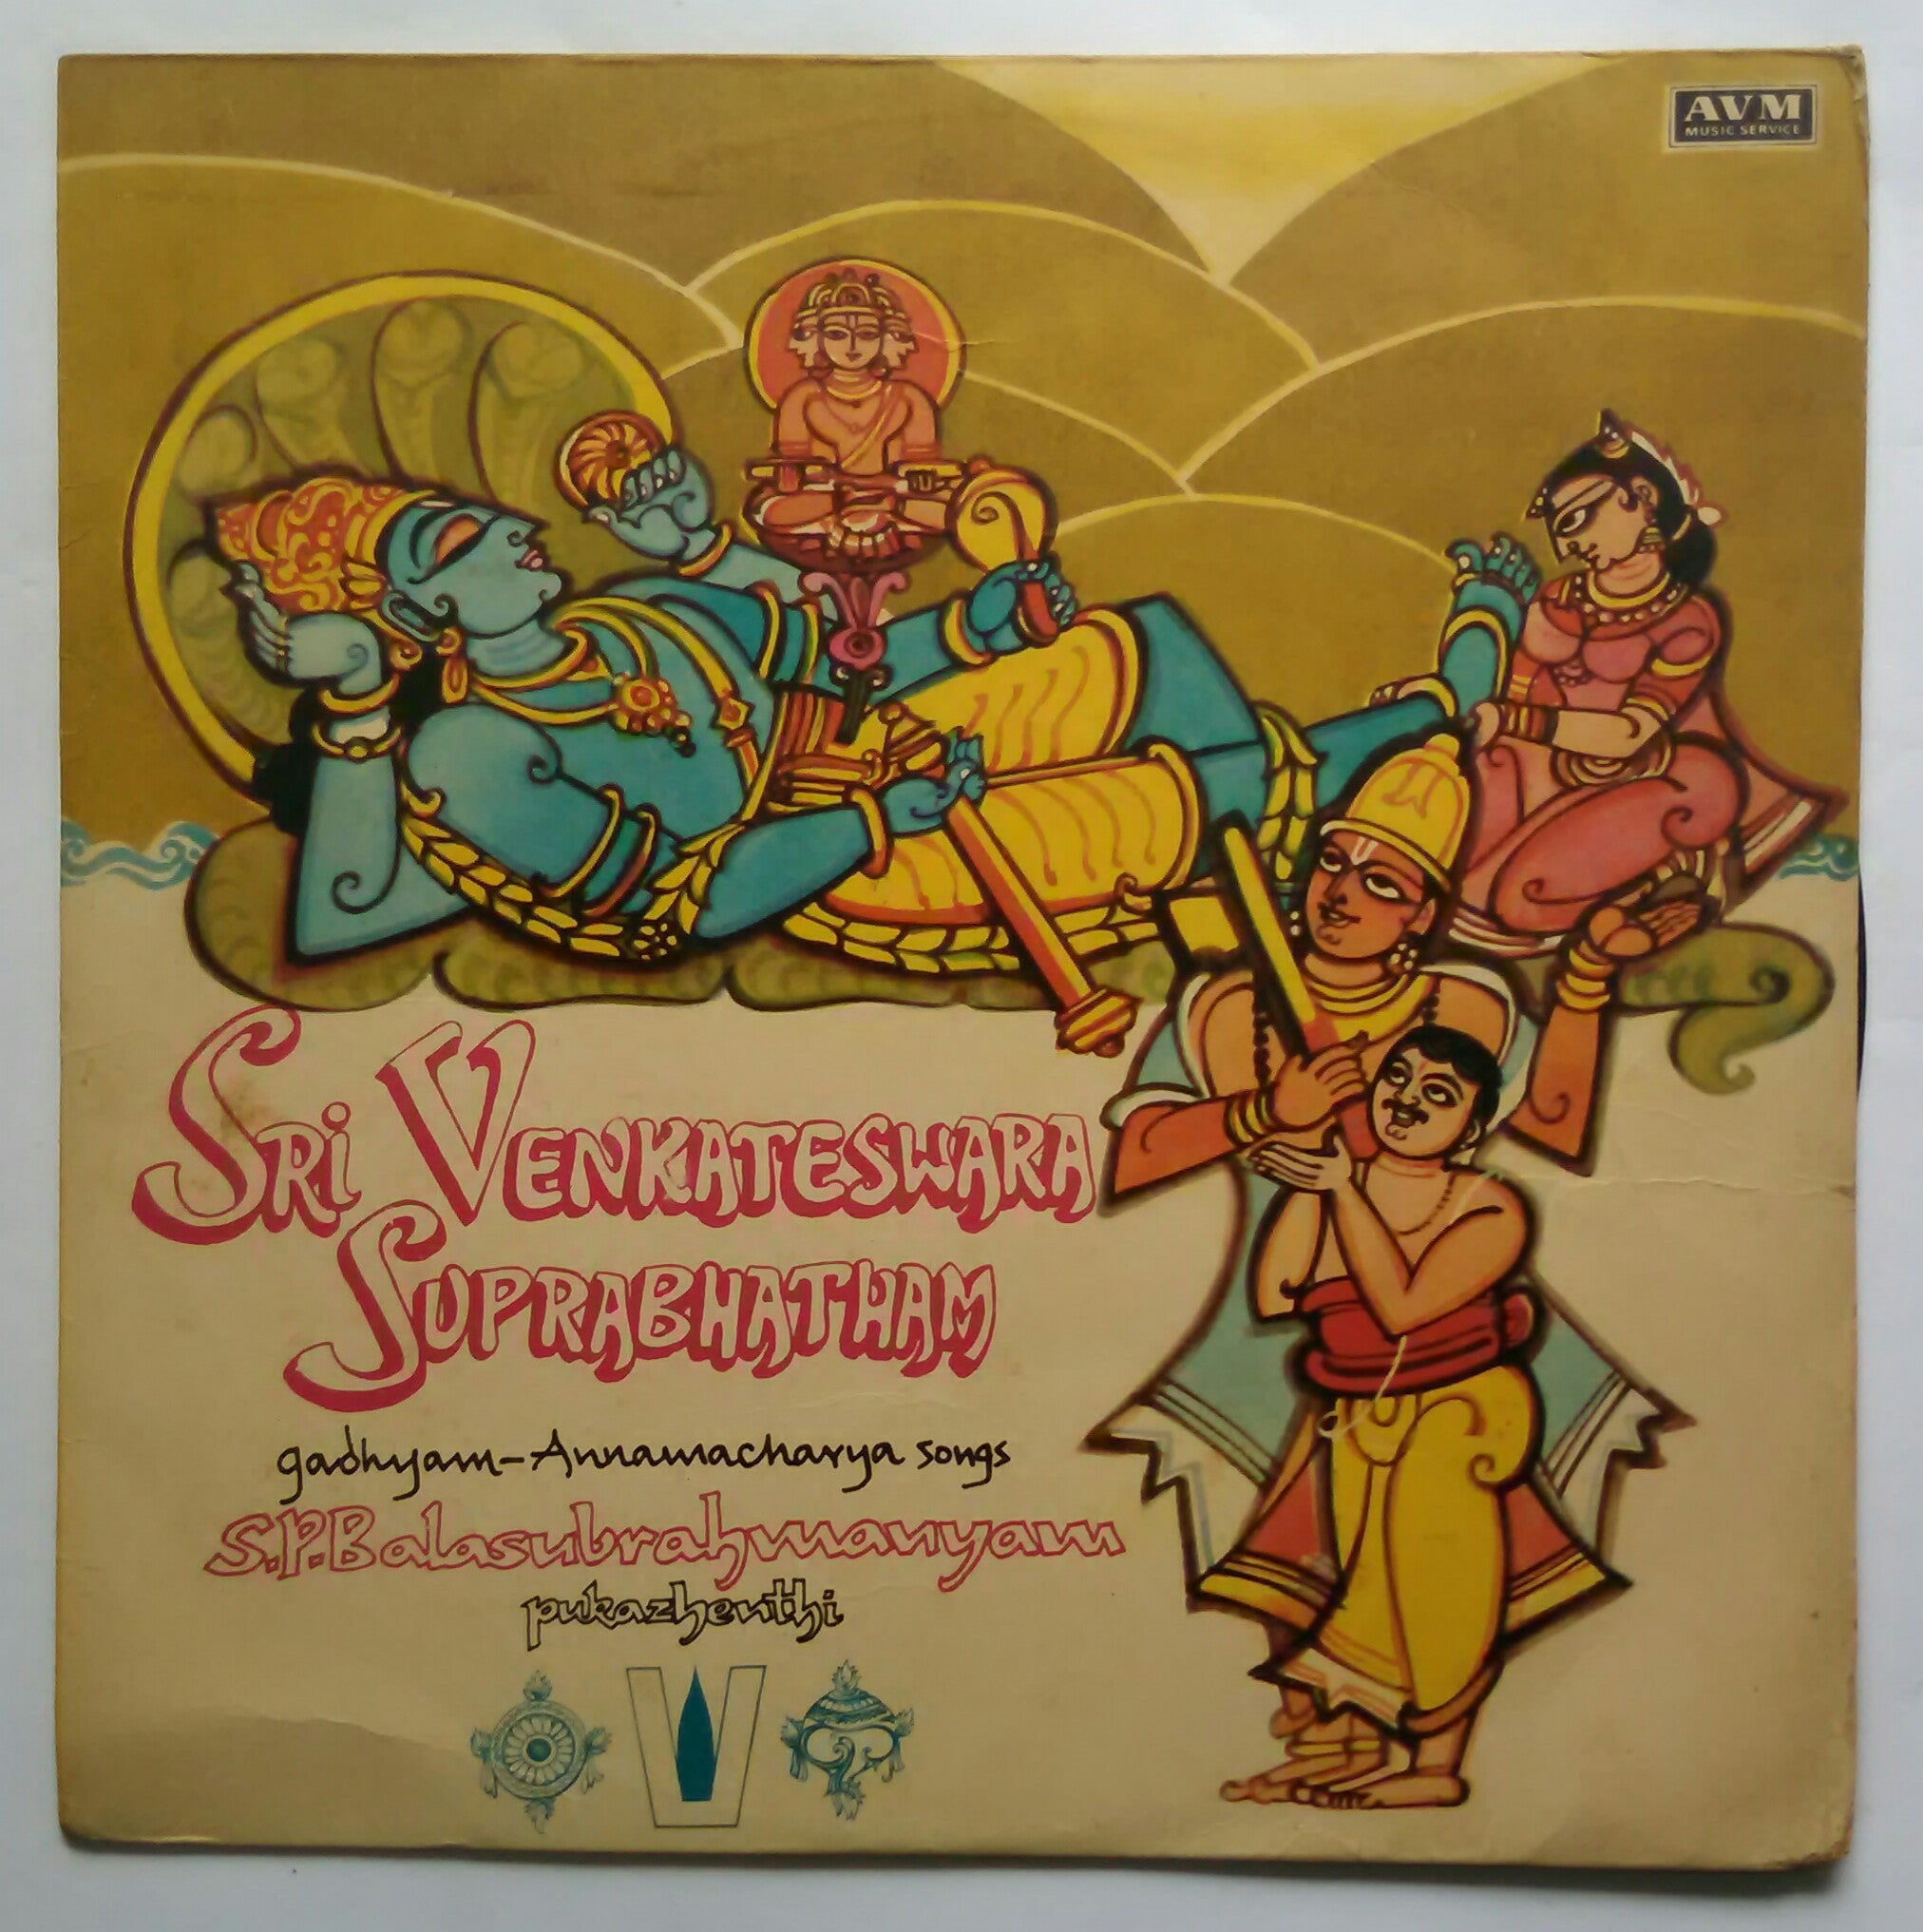 AVM
MUSIC SERVICE
SRi VENKATESWARA
SUPRABHATHAM
gadhyam-Annamacharya songs
S.P.Balasubrahmanyam
pukazhenthi